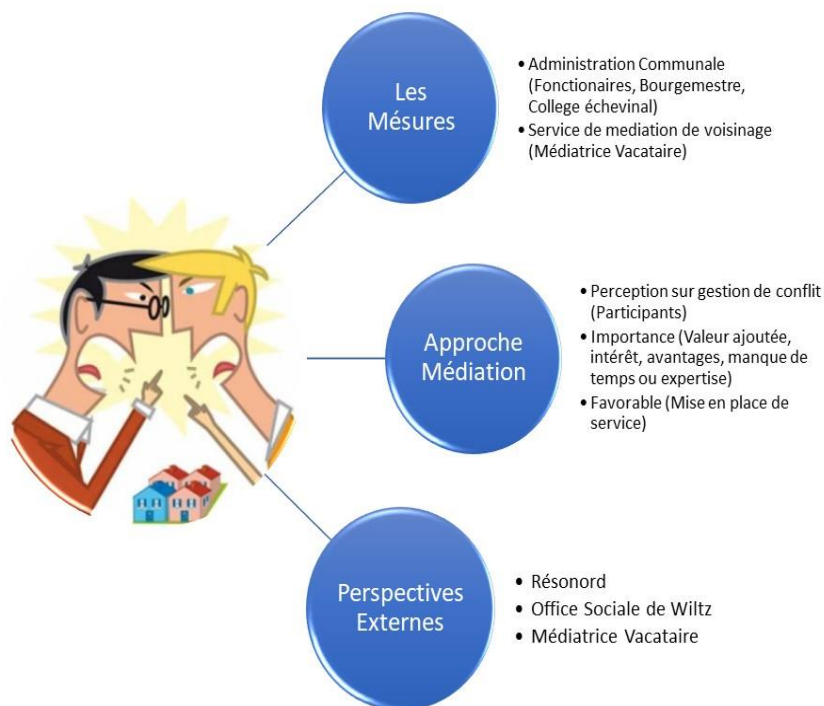 Les
Mésures
• Administration Communale
(Fonctionaires, Bourgemestre,
College échevinal)
• Service de mediation de voisinage
(Médiatrice Vacataire)
Approche
Médiation
• Perception sur gestion de conflit
(Participants)
• Importance (Valeur ajoutée,
intérêt, avantages, manque de
temps ou expertise)
• Favorable (Mise en place de
service)
Perspectives
Externes
• Résonord
• Office Sociale de Wiltz
• Médiatrice Vacataire